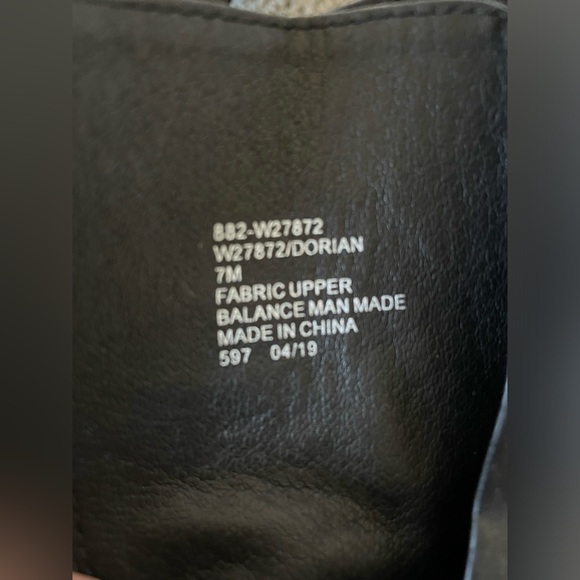 882-W27872
W27872/DORIAN
7M
FABRIC UPPER
BALANCE MAN MADE
MADE IN CHINA
597 04/19